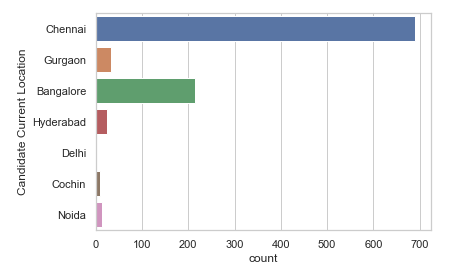 Candidate Current Location
Chennai
Gurgaon
Bangalore
Hyderabad
Delhi
Cochin
Noida
0 100 200 300 400 500 600 700
count